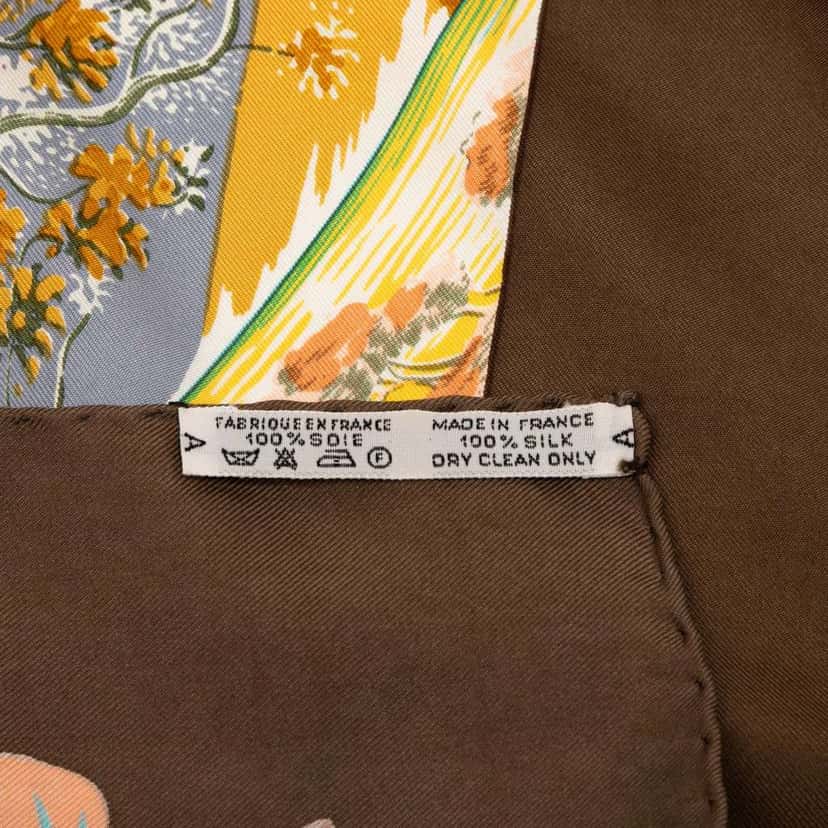 A
FABRIQUE EN FRANCE
100% SOIE
F
MADE IN FRANCE
100% SILK
DRY CLEAN ONLY
A